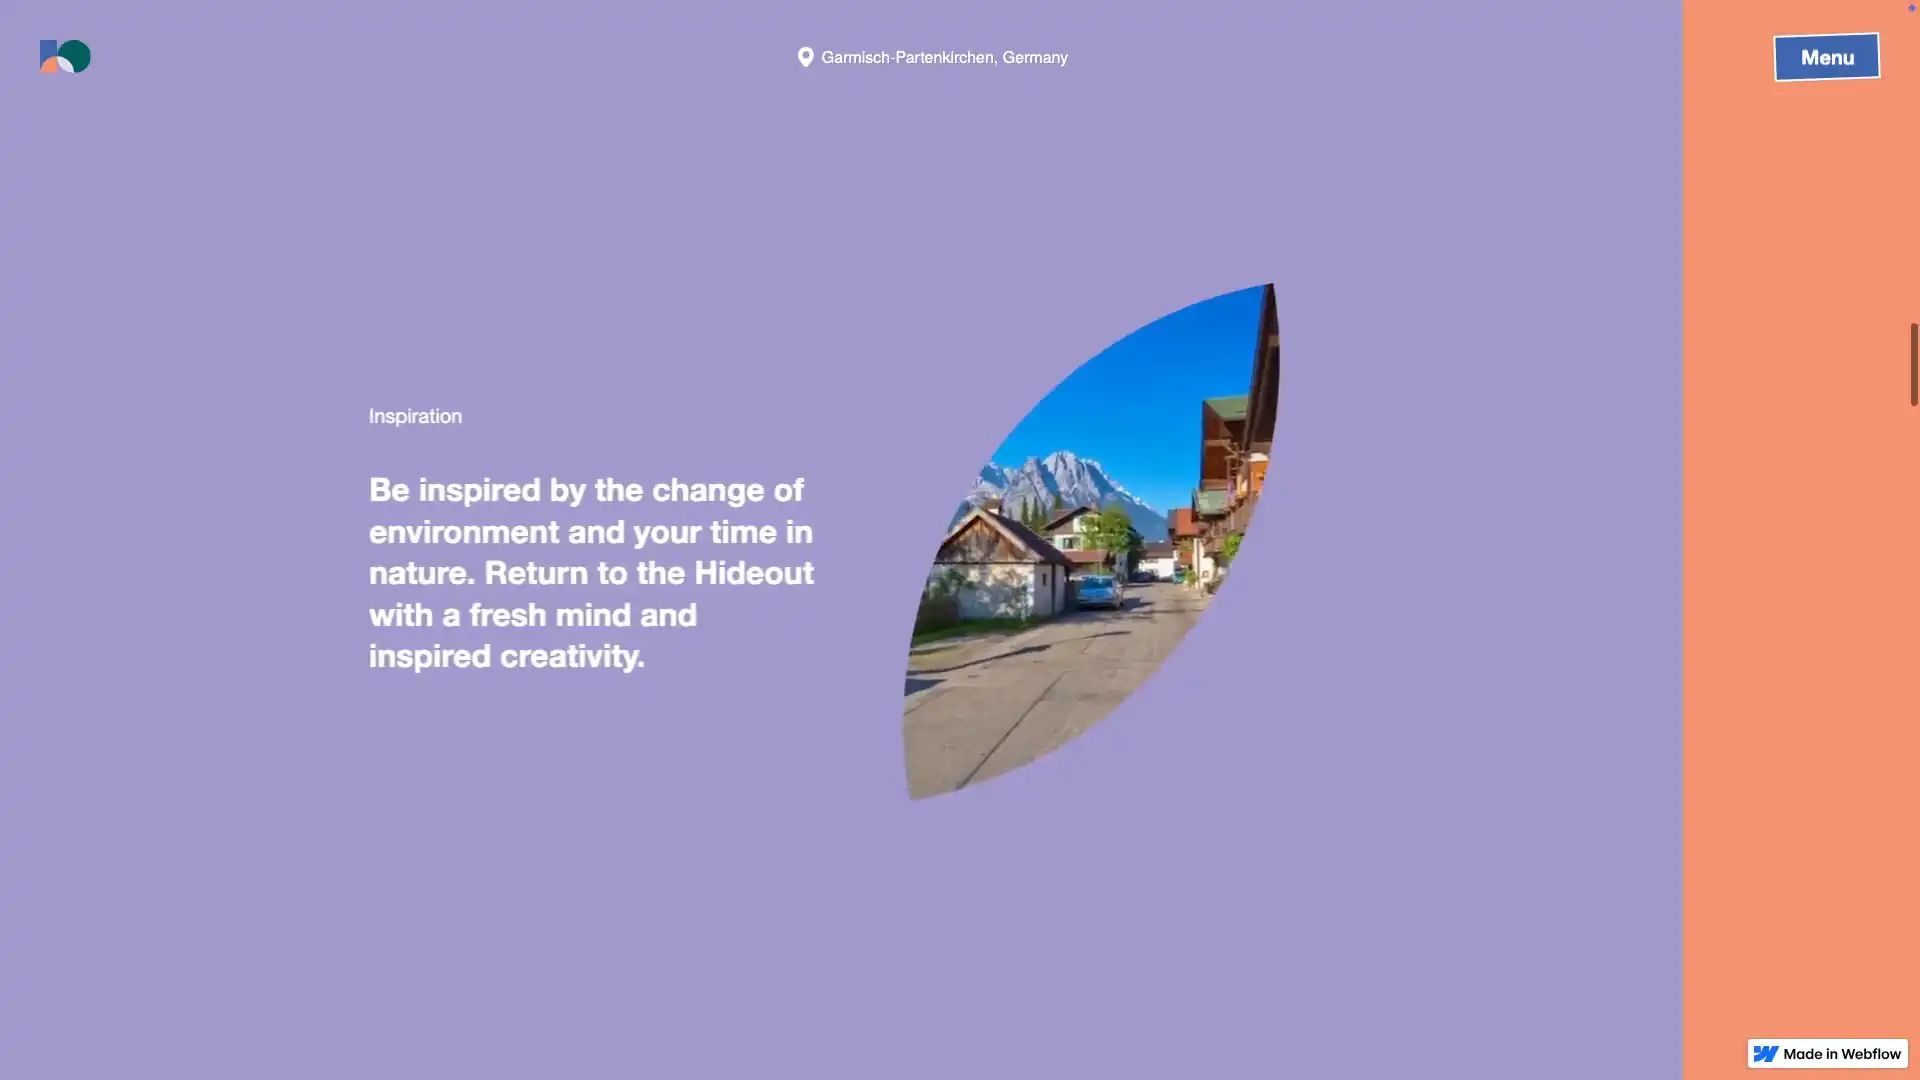 Garmisch-Partenkirchen, Germany
Menu
Inspiration
Be inspired by the change of
environment and your time in
nature. Return to the Hideout
with a fresh mind and
inspired creativity.
Made in Webflow